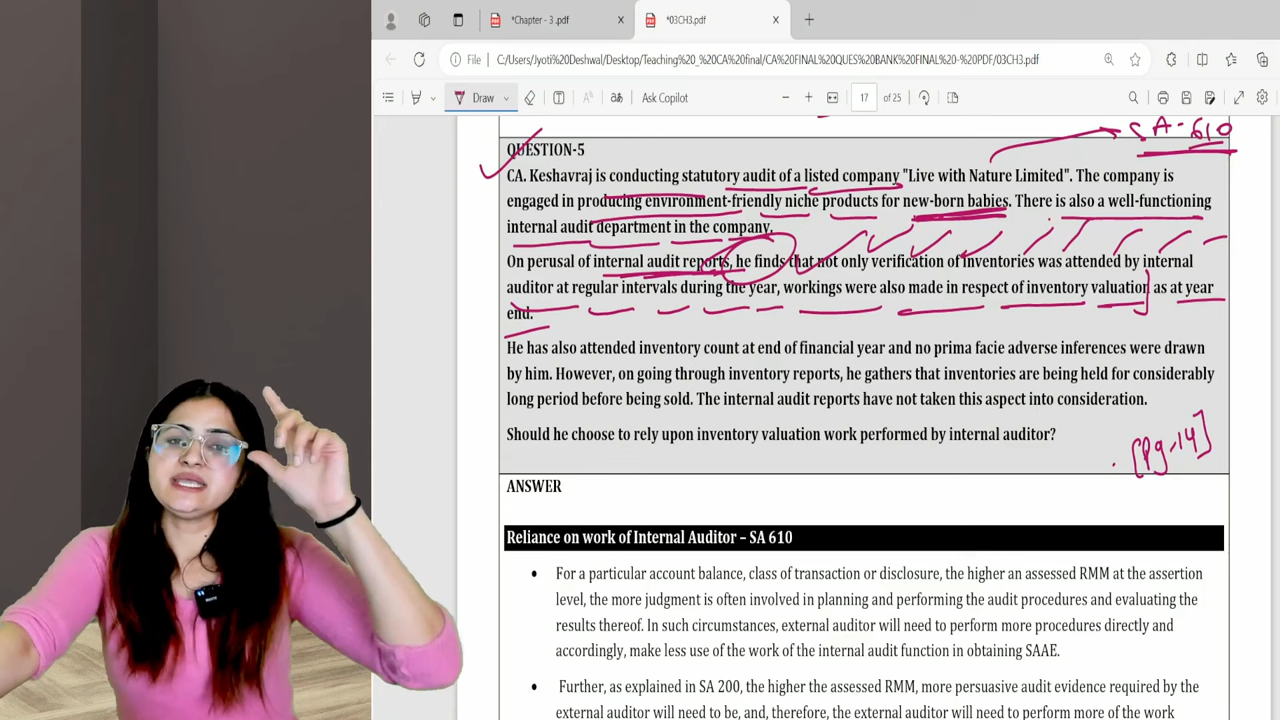 *Chapter - 3 .pdf
*03CH3.pdf
File
C:/Users/Jyoti%20Deshwal/Desktop/Teaching%20_%20CA%20final/CA%20FINAL%20QUES%20BANK%20FINAL%20-%20PDF/03CH3.pdf
Draw
Ask Copilot
17 of 25
SA-610
QUESTION-5
CA. Keshavraj is conducting statutory audit of a listed company "Live with Nature Limited". The company is
engaged in producing environment-friendly niche products for new-born babies. There is also a well-functioning
internal audit department in the company.
On perusal of internal audit reports, he finds that not only verification of inventories was attended by internal
auditor at regular intervals during the year, workings were also made in respect of inventory valuation as at year
end.
He has also attended inventory count at end of financial year and no prima facie adverse inferences were drawn
by him. However, on going through inventory reports, he gathers that inventories are being held for considerably
long period before being sold. The internal audit reports have not taken this aspect into consideration.
Should he choose to rely upon inventory valuation work performed by internal auditor?
[Pg-14]
ANSWER
Reliance on work of Internal Auditor – SA 610
• For a particular account balance, class of transaction or disclosure, the higher an assessed RMM at the assertion
level, the more judgment is often involved in planning and performing the audit procedures and evaluating the
results thereof. In such circumstances, external auditor will need to perform more procedures directly and
accordingly, make less use of the work of the internal audit function in obtaining SAAE.
• Further, as explained in SA 200, the higher the assessed RMM, more persuasive audit evidence required by the
external auditor will need to be, and, therefore, the external auditor will need to perform more of the work